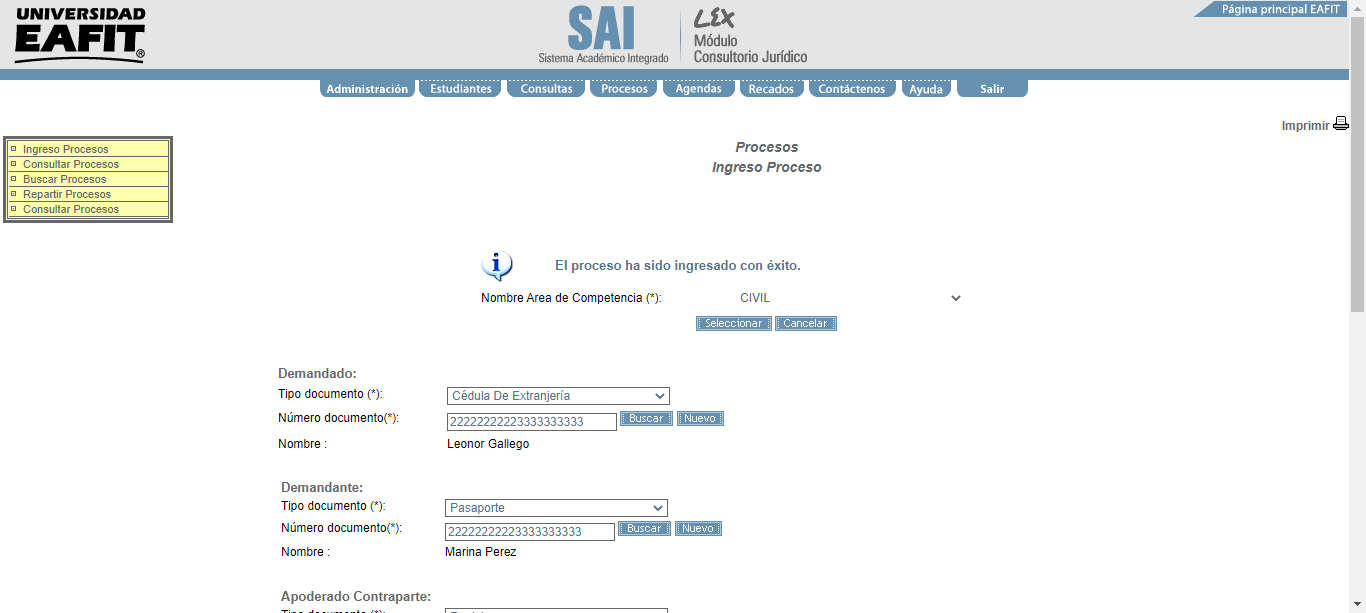 UNIVERSIDAD
EAFIT®
SAI
Sistema Académico Integrado
LEX
Módulo
Consultorio Jurídico
Página principal EAFIT
Administración Estudiantes Consultas Procesos Agendas Recados Contáctenos Ayuda Salir
Imprimir
Ingreso Procesos
Consultar Procesos
Buscar Procesos
Repartir Procesos
Consultar Procesos
Procesos
Ingreso Proceso
El proceso ha sido ingresado con éxito.
Nombre Area de Competencia (*): CIVIL
Seleccionar Cancelar
Demandado:
Tipo documento (*): Cédula De Extranjería
Número documento(*): 22222222223333333333 Buscar Nuevo
Nombre : Leonor Gallego
Demandante:
Tipo documento (*): Pasaporte
Número documento(*): 22222222223333333333 Buscar Nuevo
Nombre : Marina Perez
Apoderado Contraparte:
Tipo documento (*):